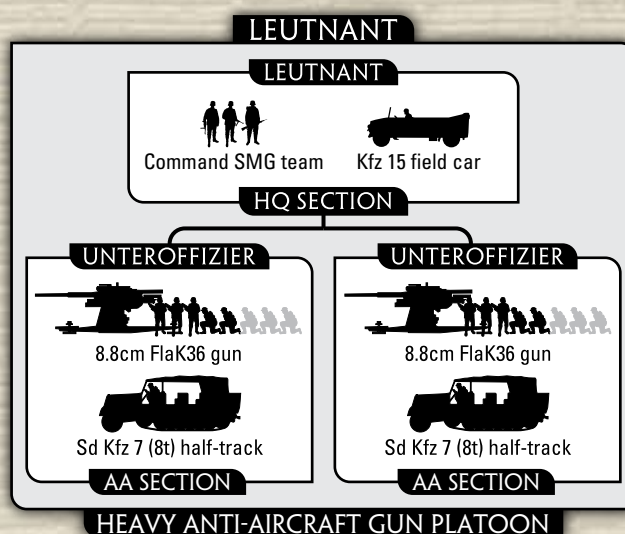 LEUTNANT
LEUTNANT
Command SMG team
Kfz 15 field car
HQ SECTION
UNTEROFFIZIER
8.8cm FlaK36 gun
Sd Kfz 7 (8t) half-track
AA SECTION
UNTEROFFIZIER
8.8cm FlaK36 gun
Sd Kfz 7 (8t) half-track
AA SECTION
HEAVY ANTI-AIRCRAFT GUN PLATOON